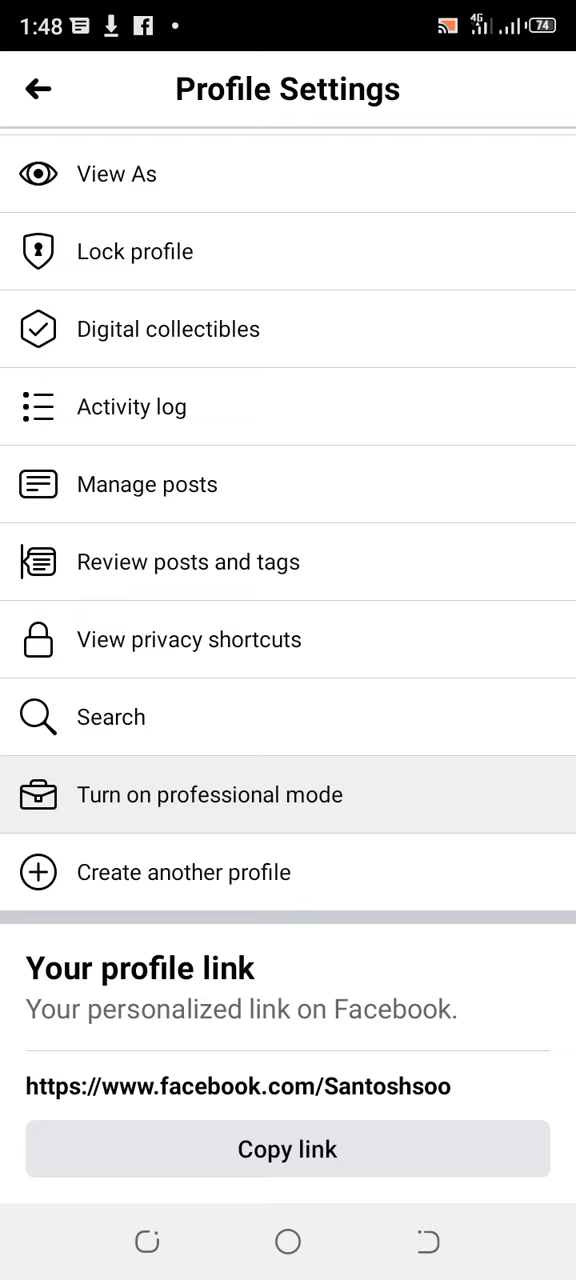 1:48 4G 74
Profile Settings
View As
Lock profile
Digital collectibles
Activity log
Manage posts
Review posts and tags
View privacy shortcuts
Search
Turn on professional mode
Create another profile
Your profile link
Your personalized link on Facebook.
https://www.facebook.com/Santoshsoo
Copy link